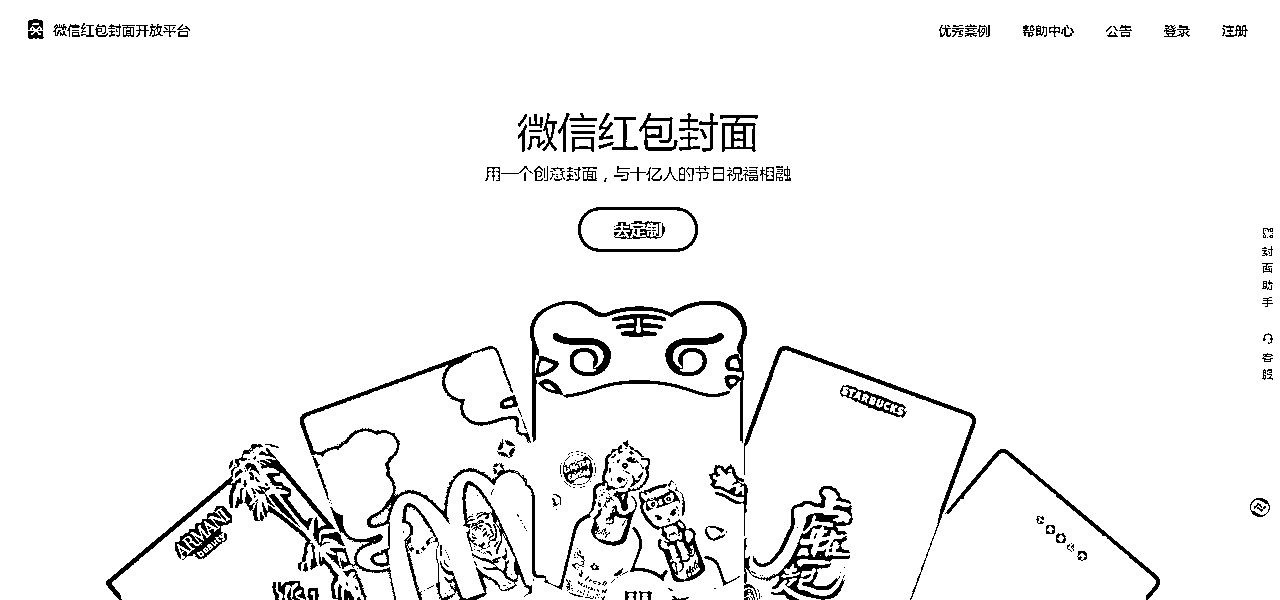 微信红包封面开放平台
优秀案例 帮助中心 公告 登录 注册
微信红包封面
用一个创意封面，与十亿人的节日祝福相融
去定制
封面助手
客服
STARBUCKS
ARMANI
beauty